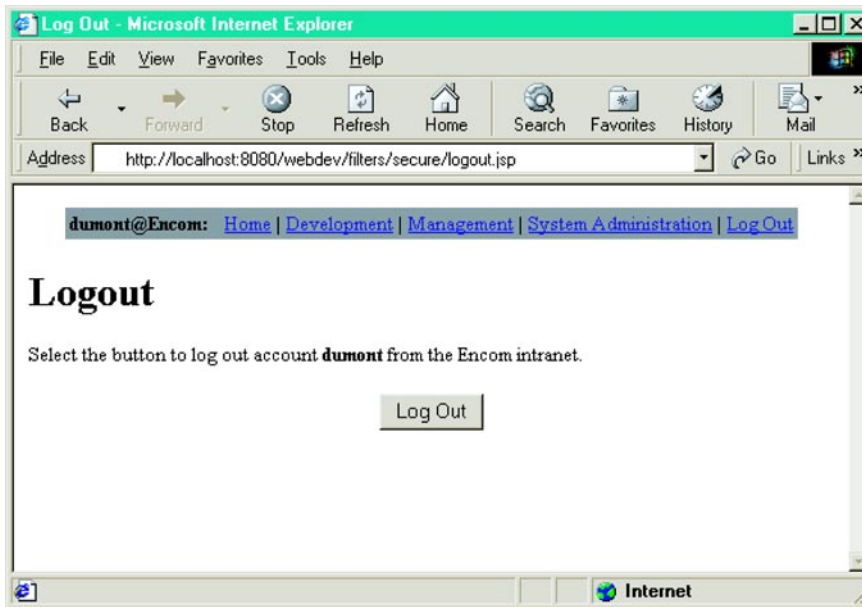 Log Out - Microsoft Internet Explorer
File Edit View Favorites Tools Help
Back Forward Stop Refresh Home Search Favorites History Mail
Address http://localhost:8080/webdev/filters/secure/logout.jsp Go Links
dumont@Encom: Home | Development | Management | System Administration | Log Out
Logout
Select the button to log out account dumont from the Encom intranet.
Log Out
Internet